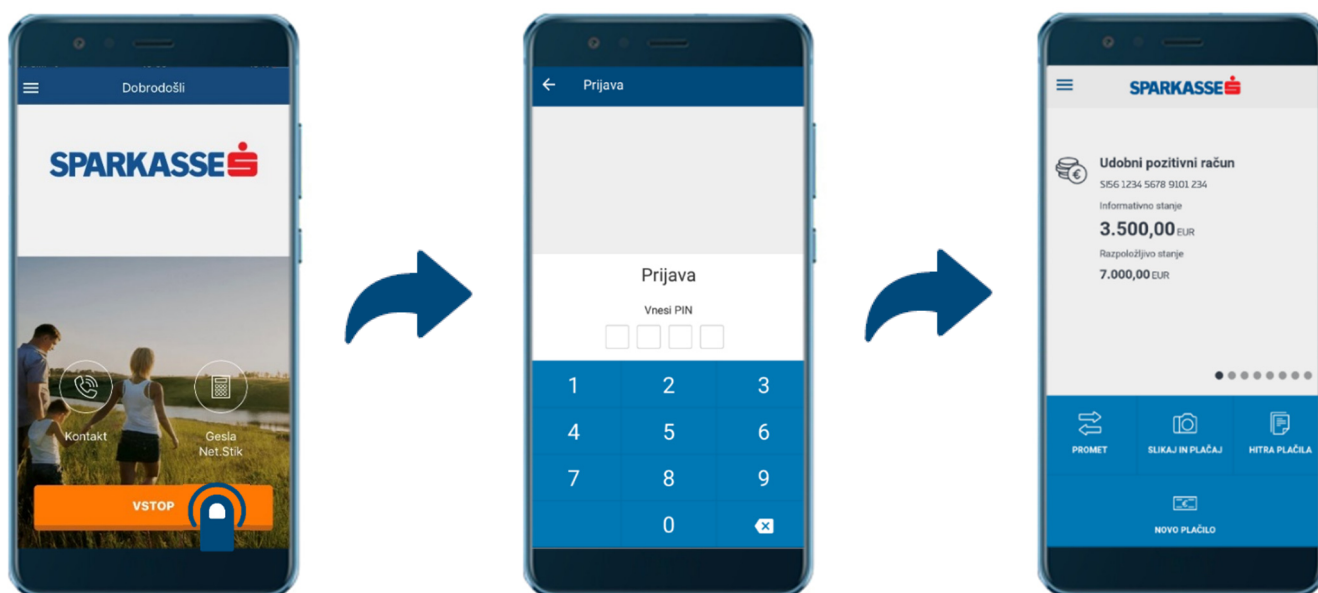 Dobrodošli
SPARKASSE
Kontakt
Gesla
Net.Stik
VSTOP
Prijava
Prijava
Vnesi PIN
1 2 3
4 5 6
7 8 9
0
SPARKASSE
Udobni pozitivni račun
SI56 1234 5678 9101 234
Informativno stanje
3.500,00 EUR
Razpoložljivo stanje
7.000,00 EUR
PROMET
SLIKAJ IN PLAČAJ
HITRA PLAČILA
NOVO PLAČILO